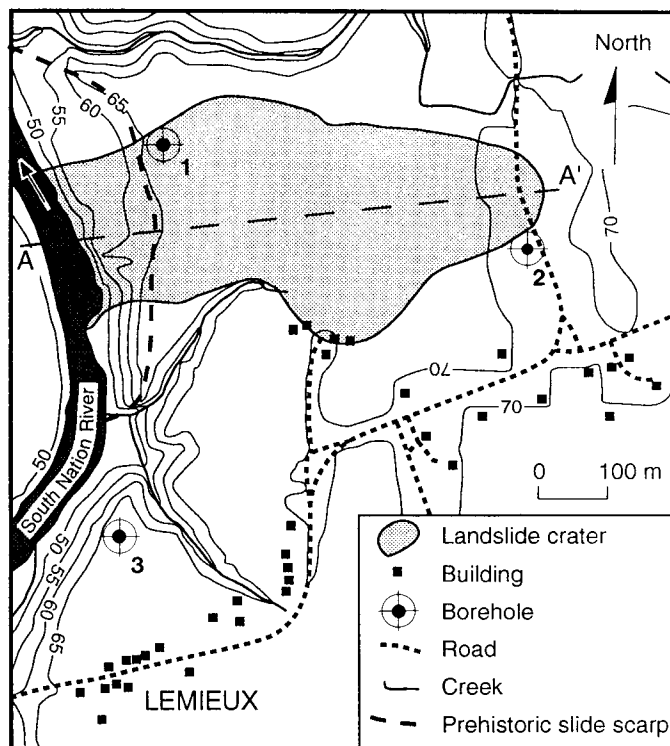 North
50
55
60
65
1
A
A'
2
70
70
70
South Nation River
50
0 100 m
3
50
55
60
65
LEMIEUX
Landslide crater
Building
Borehole
Road
Creek
Prehistoric slide scarp